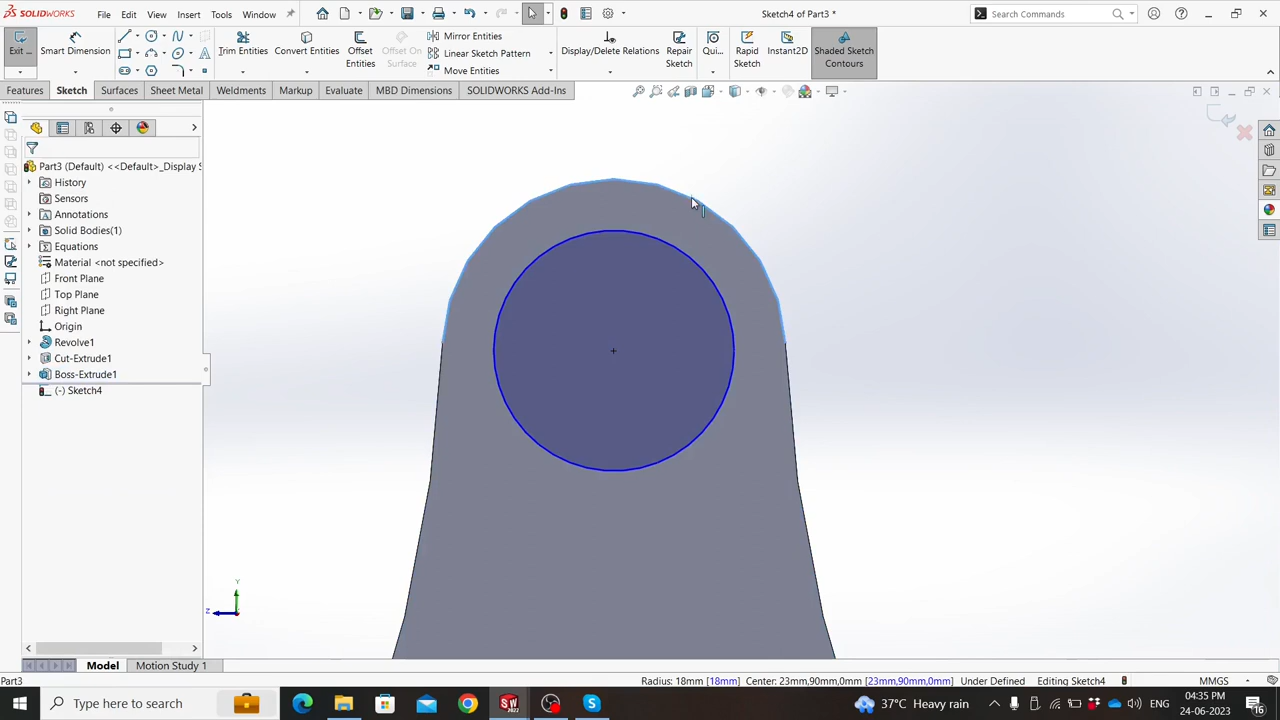 SOLIDWORKS
File Edit View Insert Tools Window
Sketch4 of Part3 *
Search Commands
Exit ...
Smart Dimension
Trim Entities
Convert Entities
Offset Entities
Offset On Surface
Mirror Entities
Linear Sketch Pattern
Move Entities
Display/Delete Relations
Repair Sketch
Qui...
Rapid Sketch
Instant2D
Shaded Sketch Contours
Features Sketch Surfaces Sheet Metal Weldments Markup Evaluate MBD Dimensions SOLIDWORKS Add-Ins
Part3 (Default) <<Default>_Display S
History
Sensors
Annotations
Solid Bodies(1)
Equations
Material <not specified>
Front Plane
Top Plane
Right Plane
Origin
Revolve1
Cut-Extrude1
Boss-Extrude1
(-) Sketch4
Y
Z
Model Motion Study 1
Part3
Radius: 18mm [18mm] Center: 23mm,90mm,0mm [23mm,90mm,0mm] Under Defined Editing Sketch4 MMGS
Type here to search
37°C Heavy rain
ENG
04:35 PM
24-06-2023